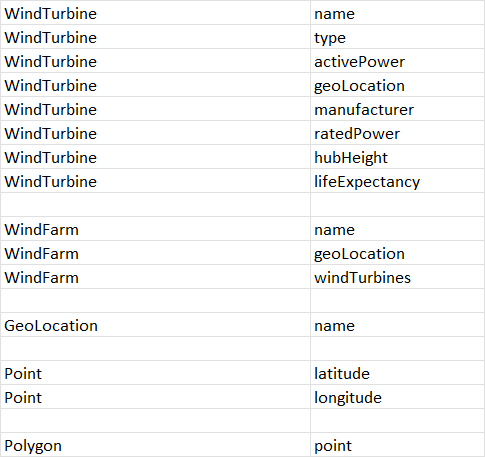 WindTurbine name
WindTurbine type
WindTurbine activePower
WindTurbine geoLocation
WindTurbine manufacturer
WindTurbine ratedPower
WindTurbine hubHeight
WindTurbine lifeExpectancy
WindFarm name
WindFarm geoLocation
WindFarm windTurbines
GeoLocation name
Point latitude
Point longitude
Polygon point